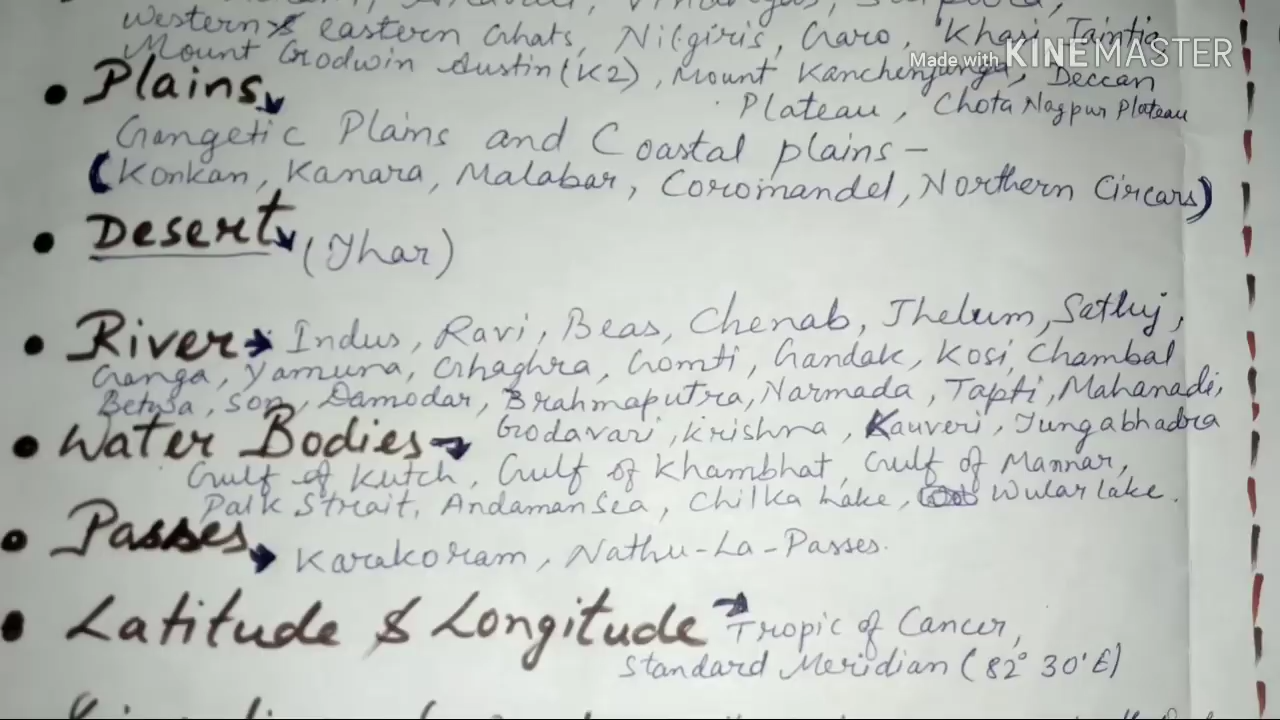 Western & eastern Ghats, Nilgiris, Garo, Khasi, Jaintia
Made with KINEMASTER
Mount Godwin Austin (K2), Mount Kanchenjunga, Deccan
Plateau, Chota Nagpur Plateau
• Plains
Gangetic Plains and Coastal plains -
(Konkan, Kanara, Malabar, Coromandel, Northern Circars)
• Desert (Thar)
• River → Indus, Ravi, Beas, Chenab, Jhelum, Satluj,
Ganga, Yamuna, Ghaghra, Gomti, Gandak, Kosi, Chambal
Betwa, Son, Damodar, Brahmaputra, Narmada, Tapti, Mahanadi,
Godavari, Krishna, Kauveri, Tungabhadra
• Water Bodies →
Gulf of Kutch, Gulf of Khambhat, Gulf of Mannar,
Palk Strait, Andaman Sea, Chilka Lake, Wular lake.
• Passes → Karakoram, Nathu-La-Passes.
• Latitude & Longitude → Tropic of Cancer,
Standard Meridian (82° 30'E)